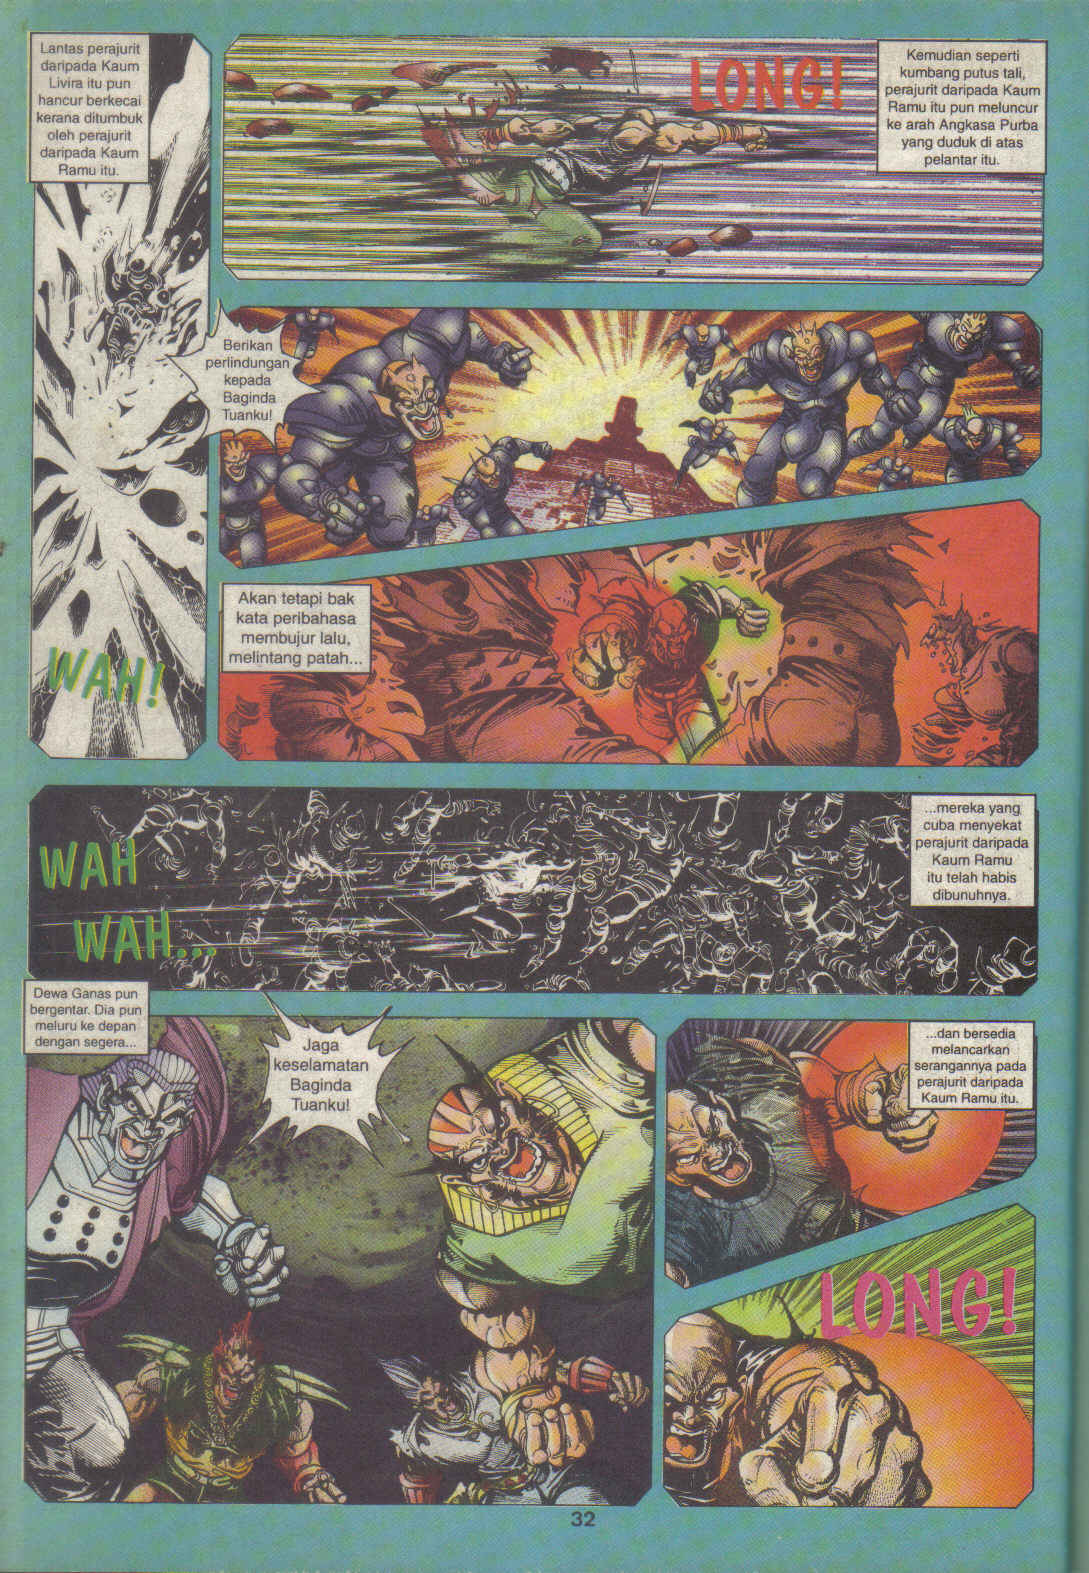 Lantas perajurit
daripada Kaum
Livira itu pun
hancur berkecai
kerana ditumbuk
oleh perajurit
daripada Kaum
Ramu itu.
WAH!
LONG!
Kemudian seperti
kumbang putus tali,
perajurit daripada Kaum
Ramu itu pun meluncur
ke arah Angkasa Purba
yang duduk di atas
pelantar itu.
Berikan
perlindungan
kepada
Baginda
Tuanku!
Akan tetapi bak
kata peribahasa
membujur lalu,
melintang patah...
WAH
WAH...
...mereka yang
cuba menyekat
perajurit daripada
Kaum Ramu
itu telah habis
dibunuhnya.
Dewa Ganas pun
bergentar. Dia pun
meluru ke depan
dengan segera...
Jaga
keselamatan
Baginda
Tuanku!
...dan bersedia
melancarkan
serangannya pada
perajurit daripada
Kaum Ramu itu.
LONG!
32